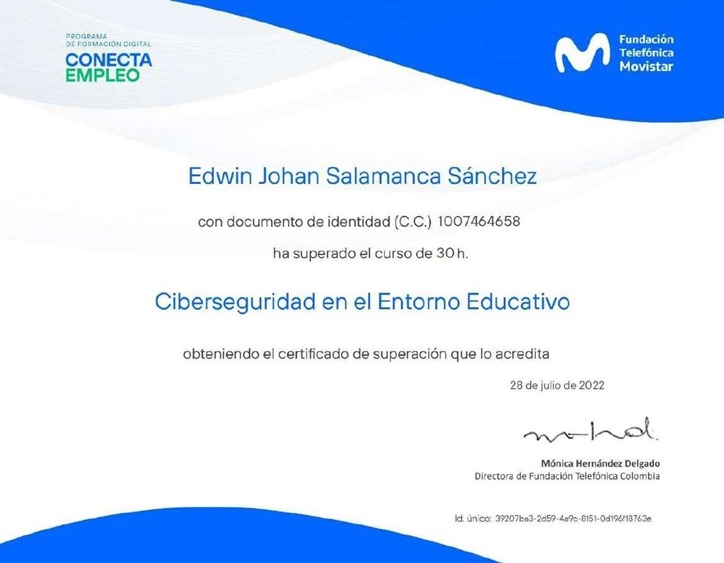 PROGRAMA
DE FORMACIÓN DIGITAL
CONECTA
EMPLEO
Fundación
Telefónica
Movistar
Edwin Johan Salamanca Sánchez
con documento de identidad (C.C.) 1007464658
ha superado el curso de 30 h.
Ciberseguridad en el Entorno Educativo
obteniendo el certificado de superación que lo acredita
28 de julio de 2022
Mónica Hernández Delgado
Directora de Fundación Telefónica Colombia
Id. único: 39207ba3-2d59-4a9c-8151-0d196f18763e